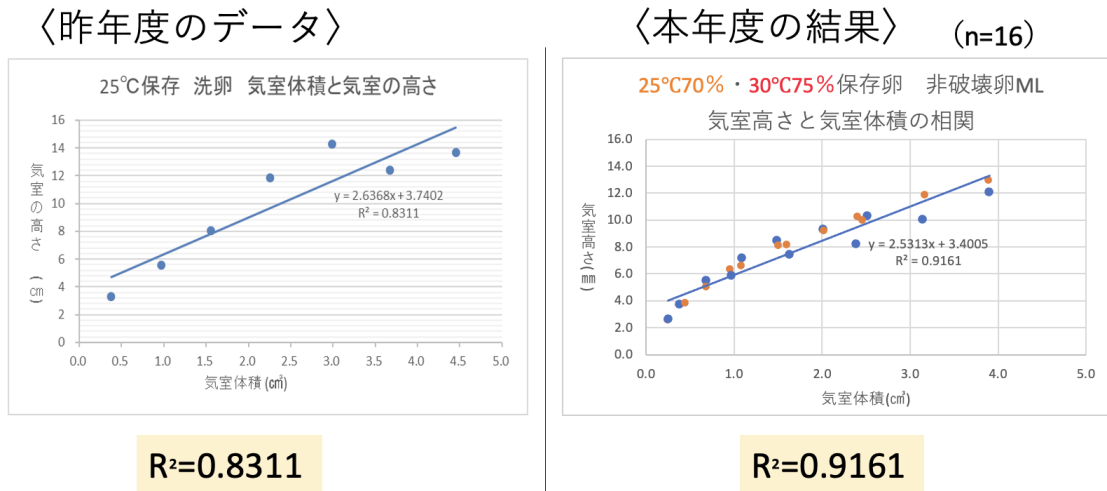 〈昨年度のデータ〉
25℃保存 洗卵 気室体積と気室の高さ
気室の高さ (㎝)
16
14
12
10
8
6
4
2
0
y = 2.6368x + 3.7402
R² = 0.8311
0.0 0.5 1.0 1.5 2.0 2.5 3.0 3.5 4.0 4.5 5.0
気室体積(㎤)
R²=0.8311
〈本年度の結果〉 (n=16)
25℃70%・30℃75%保存卵 非破壊卵ML
気室高さと気室体積の相関
気室高さ(㎜)
16.0
14.0
12.0
10.0
8.0
6.0
4.0
2.0
0.0
y = 2.5313x + 3.4005
R² = 0.9161
0.0 1.0 2.0 3.0 4.0 5.0
気室体積(㎤)
R²=0.9161